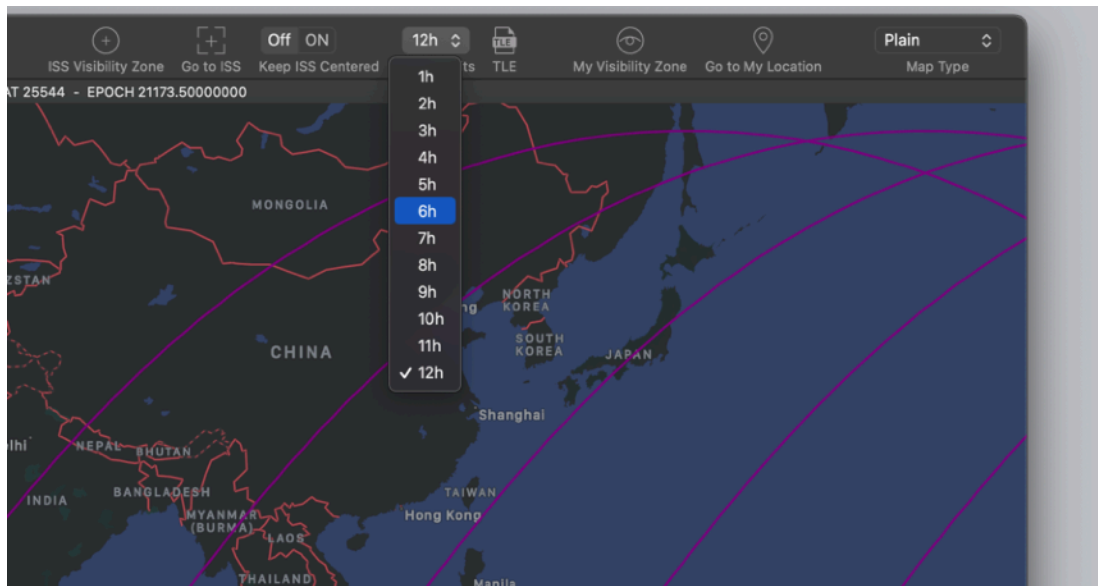 Off ON 12h TLE Plain
ISS Visibility Zone Go to ISS Keep ISS Centered ts TLE My Visibility Zone Go to My Location Map Type
AT 25544 - EPOCH 21173.50000000
1h
2h
3h
4h
5h
6h
7h
8h
9h
10h
11h
✓ 12h
MONGOLIA
ZSTAN
NORTH
KOREA
ng
SOUTH
KOREA
CHINA
JAPAN
Shanghai
lhi
NEPAL
BHUTAN
INDIA
BANGLADESH
TAIWAN
MYANMAR
(BURMA)
Hong Kong
LAOS
THAILAND
Manila